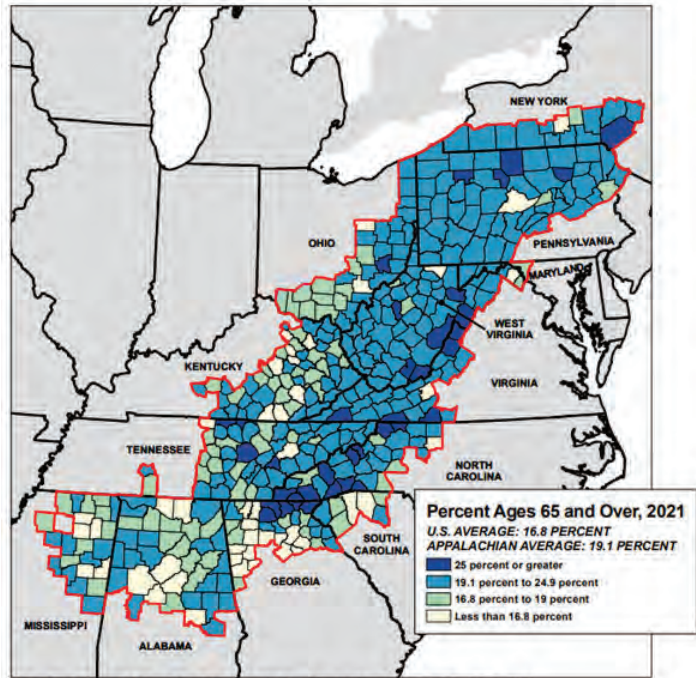 NEW YORK
OHIO
PENNSYLVANIA
MARYLAND
WEST
VIRGINIA
KENTUCKY
VIRGINIA
TENNESSEE
NORTH
CAROLINA
SOUTH
CAROLINA
GEORGIA
MISSISSIPPI
ALABAMA
Percent Ages 65 and Over, 2021
U.S. AVERAGE: 16.8 PERCENT
APPALACHIAN AVERAGE: 19.1 PERCENT
25 percent or greater
19.1 percent to 24.9 percent
16.8 percent to 19 percent
Less than 16.8 percent